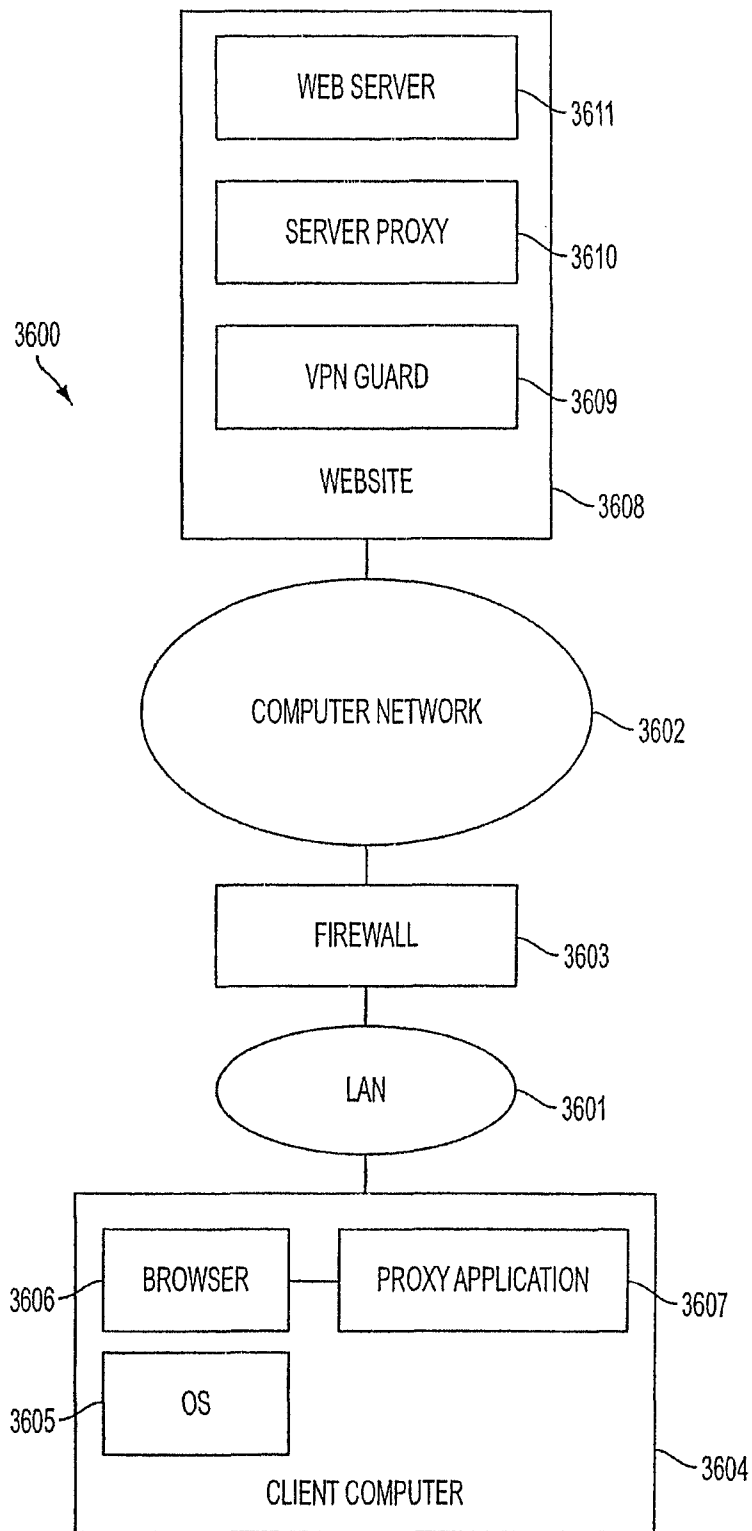 WEB SERVER
3611
SERVER PROXY
3610
3600
VPN GUARD
3609
WEBSITE
3608
COMPUTER NETWORK
3602
FIREWALL
3603
LAN
3601
3606
BROWSER
PROXY APPLICATION
3607
3605
OS
3604
CLIENT COMPUTER